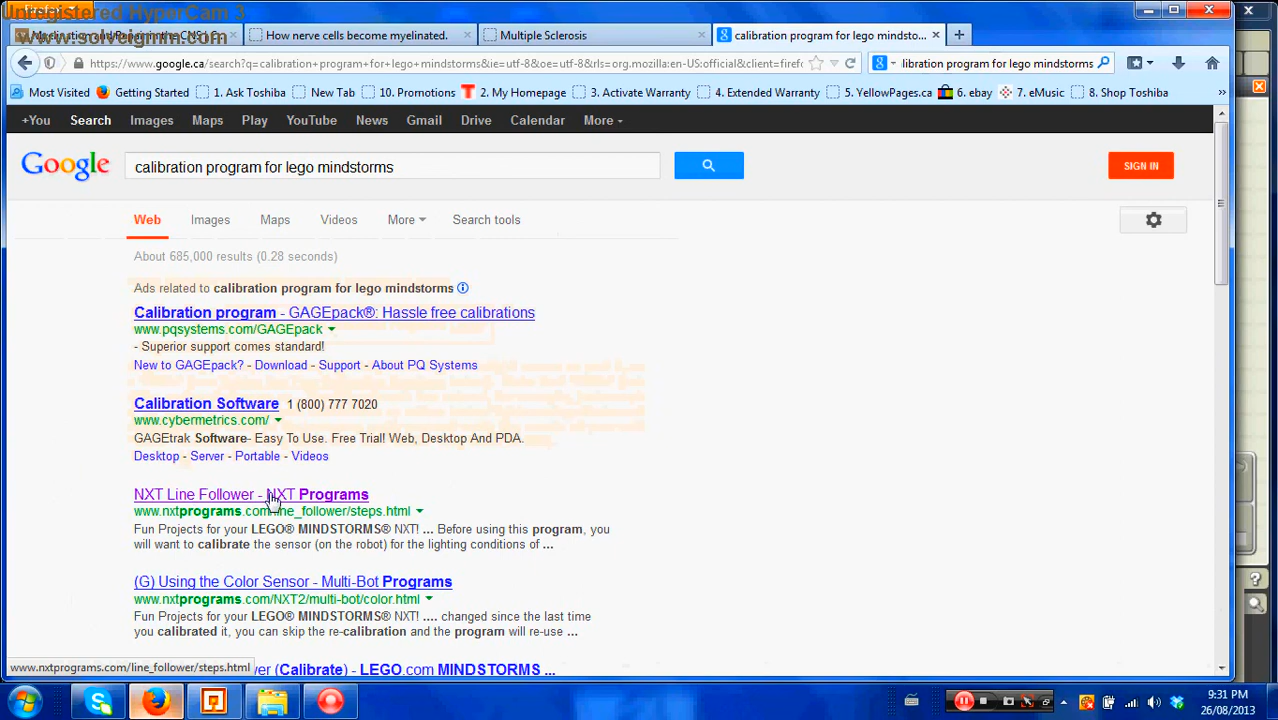 Unregistered HyperCam 3
www.solveigmm.com
How nerve cells become myelinated.
Multiple Sclerosis
calibration program for lego mindsto...
https://www.google.ca/search?q=calibration+program+for+lego+mindstorms&ie=utf-8&oe=utf-8&rls=org.mozilla:en-US:official&client=firef
libration program for lego mindstorms
Most Visited Getting Started 1. Ask Toshiba New Tab 10. Promotions 2. My Homepage 3. Activate Warranty 4. Extended Warranty 5. YellowPages.ca 6. ebay 7. eMusic 8. Shop Toshiba »
+You Search Images Maps Play YouTube News Gmail Drive Calendar More
Google calibration program for lego mindstorms SIGN IN
Web Images Maps Videos More Search tools
About 685,000 results (0.28 seconds)
Ads related to calibration program for lego mindstorms
Calibration program - GAGEpack®: Hassle free calibrations
www.pqsystems.com/GAGEpack
- Superior support comes standard!
New to GAGEpack? - Download - Support - About PQ Systems
Calibration Software 1 (800) 777 7020
www.cybermetrics.com/
GAGEtrak Software- Easy To Use. Free Trial! Web, Desktop And PDA.
Desktop - Server - Portable - Videos
NXT Line Follower - NXT Programs
www.nxtprograms.com/line_follower/steps.html
Fun Projects for your LEGO® MINDSTORMS® NXT! ... Before using this program, you
will want to calibrate the sensor (on the robot) for the lighting conditions of ...
(G) Using the Color Sensor - Multi-Bot Programs
www.nxtprograms.com/NXT2/multi-bot/color.html
Fun Projects for your LEGO® MINDSTORMS® NXT! .... changed since the last time
you calibrated it, you can skip the re-calibration and the program will re-use ...
www.nxtprograms.com/line_follower/steps.html
(Calibrate) - LEGO.com MINDSTORMS ...
9:31 PM
26/08/2013